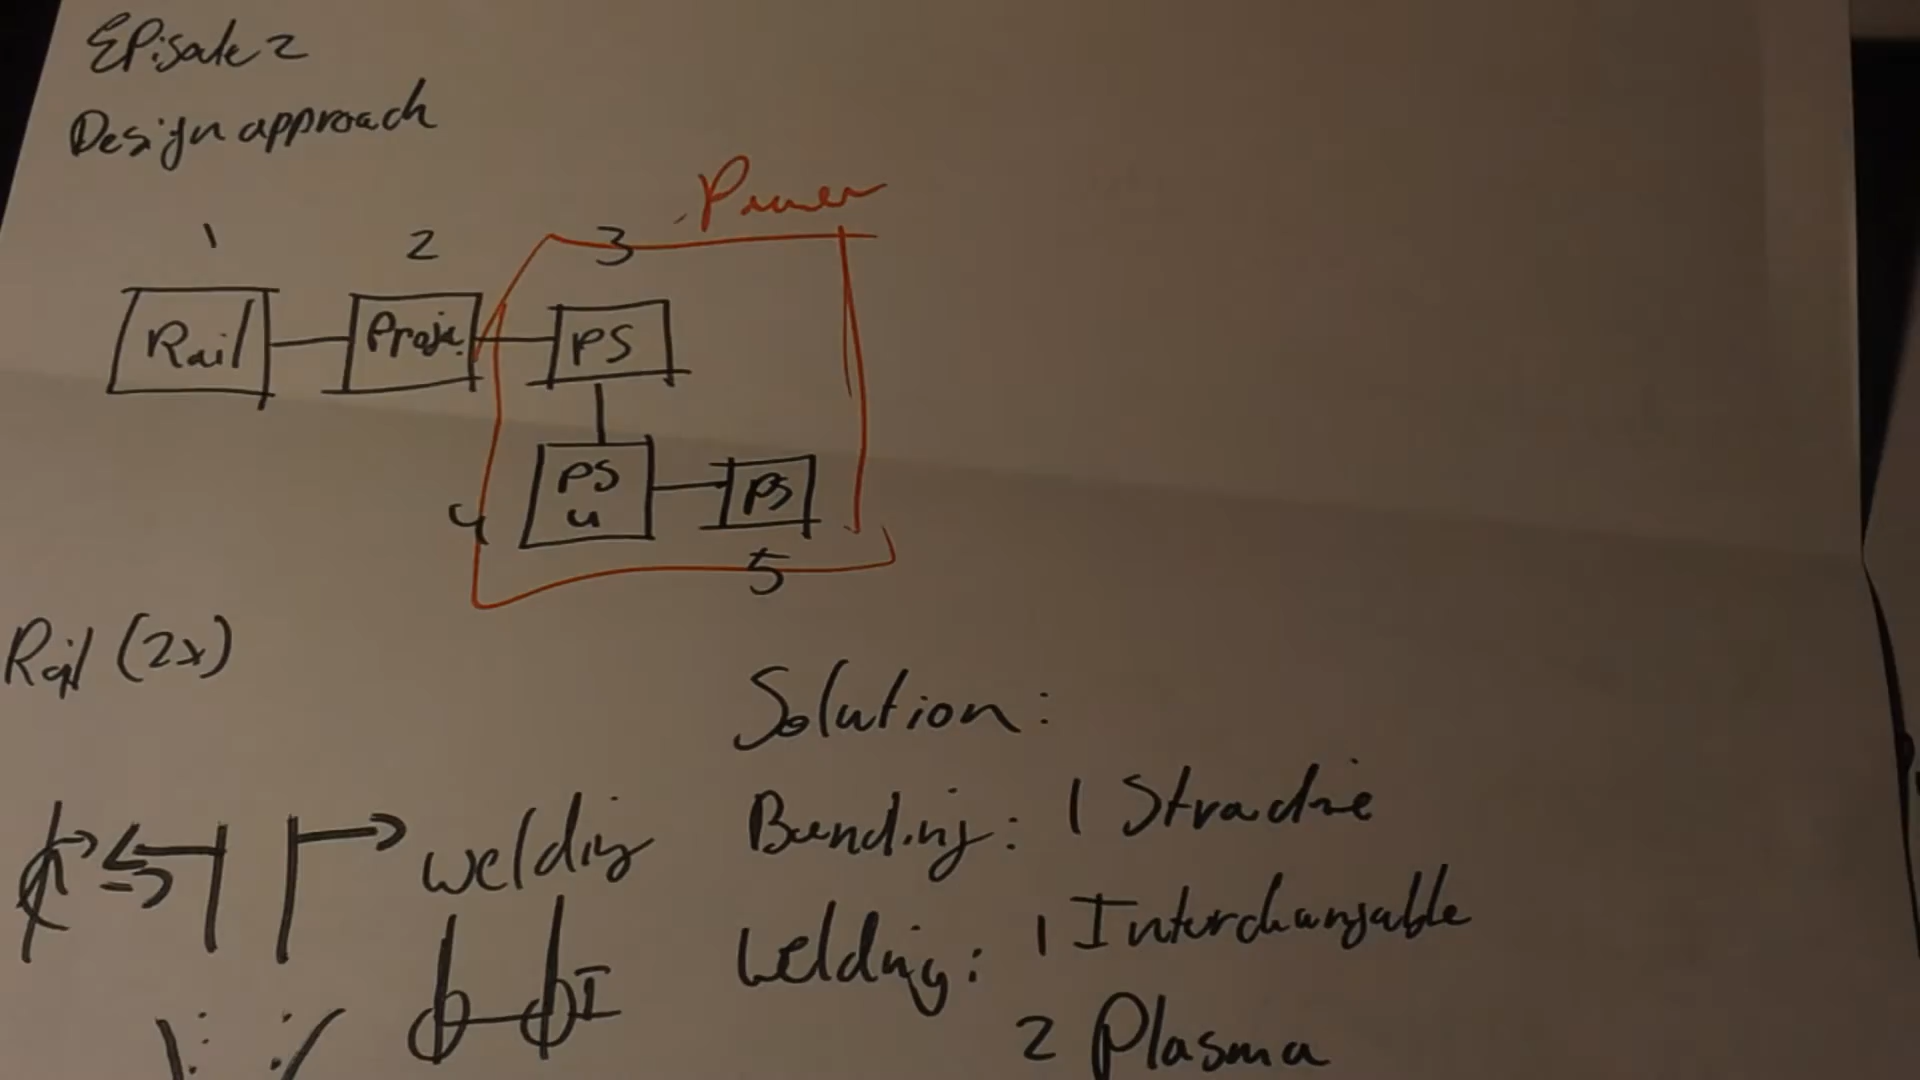 Episode 2
Design approach
Power
1 2 3
Rail Proje. PS
PS
u PS
4
5
Rail (2x)
Solution:
welding Bending: 1 Structure
I Welding: 1 Interchangable
2 Plasma